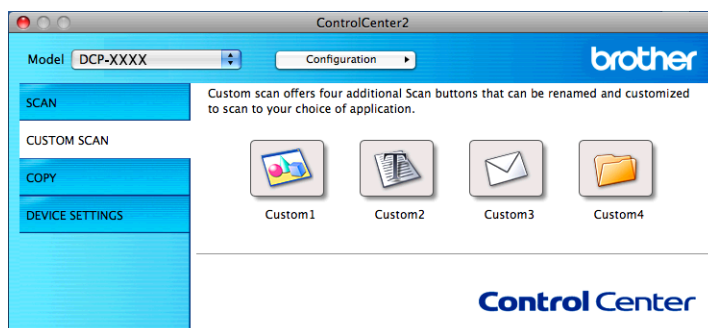 ControlCenter2
Model DCP-XXXX Configuration brother
SCAN
CUSTOM SCAN
COPY
DEVICE SETTINGS
Custom scan offers four additional Scan buttons that can be renamed and customized
to scan to your choice of application.
T
Custom1 Custom2 Custom3 Custom4
Control Center